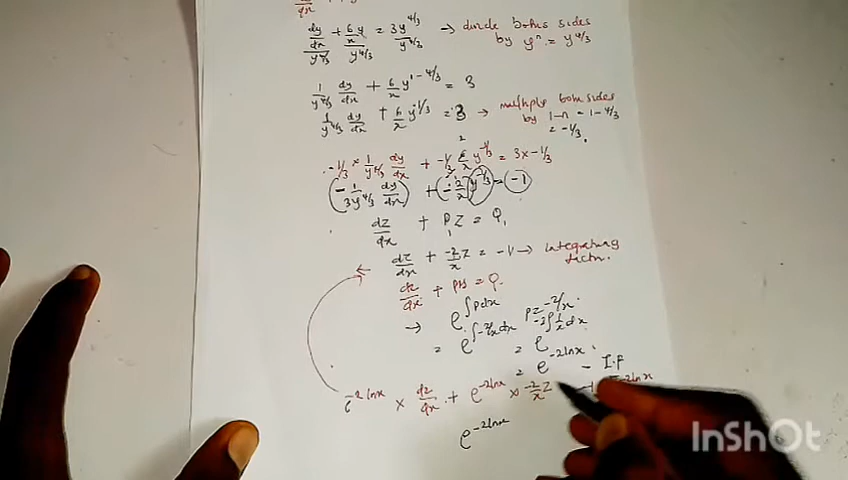 dy/dx + 6y/x = 3y^4/3 → divide both sides
y^4/3 y^4/3 y^4/3 by y^n = y^4/3
1/y^4/3 dy/dx + 6/x y^1-4/3 = 3
1/y^4/3 dy/dx + 6/x y^-1/3 = 3 → multiply both sides
by 1-n = 1-4/3
= -1/3.
-1/3 × 1/y^4/3 dy/dx + -1/3 6/x y^-1/3 = 3x-1/3
(-1/3y^4/3 dy/dx) + (-2/x) y^-1/3 = -1
dz/dx + P₁Z = Q₁
dz/dx + -2/x Z = -1 → integrating
factor.
dz/dx + PZ = Q.
→ e^∫Pdx P = -2/x.
= e^∫-2/x dx = e^-2∫1/x dx
= e^-2lnx. - I.F
e^-2lnx × dz/dx + e^-2lnx × -2/x Z
e^-2lnx
InShOt